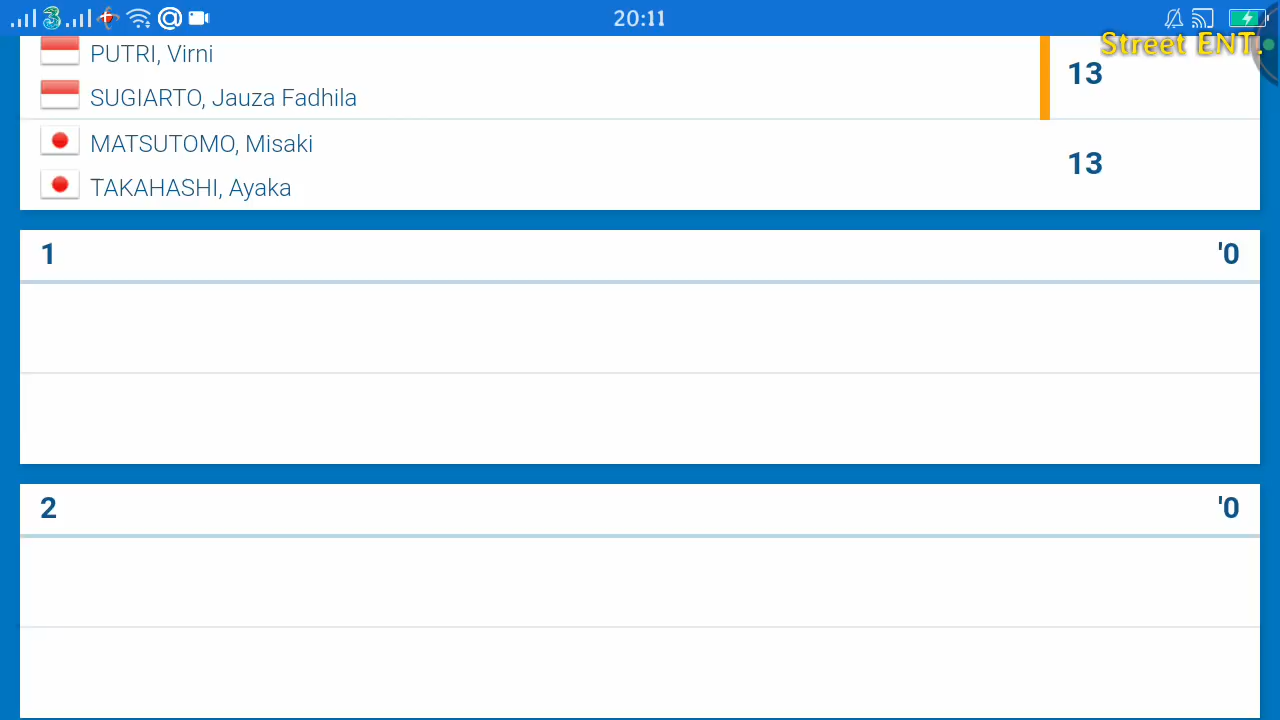 20:11
Street ENT.
PUTRI, Virni
SUGIARTO, Jauza Fadhila
13
MATSUTOMO, Misaki
TAKAHASHI, Ayaka
13
1 '0
2 '0